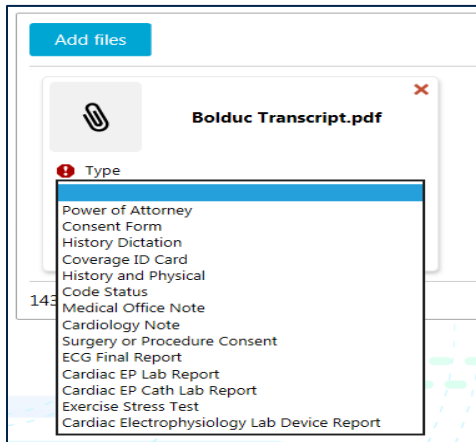 Add files
Bolduc Transcript.pdf
Type
Power of Attorney
Consent Form
History Dictation
Coverage ID Card
History and Physical
Code Status
143
Medical Office Note
Cardiology Note
Surgery or Procedure Consent
ECG Final Report
Cardiac EP Lab Report
Cardiac EP Cath Lab Report
Exercise Stress Test
Cardiac Electrophysiology Lab Device Report